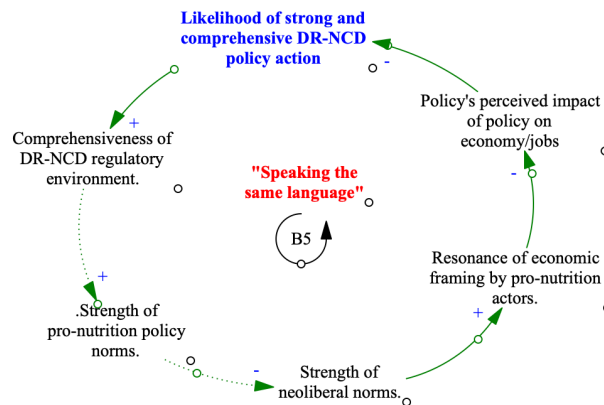 Likelihood of strong and
comprehensive DR-NCD
policy action
-
Policy's perceived impact
of policy on
economy/jobs
+
Comprehensiveness of
DR-NCD regulatory
environment.
"Speaking the
same language"
-
B5
Resonance of economic
framing by pro-nutrition
actors.
+
.Strength of
pro-nutrition policy
norms.
+
-
Strength of
neoliberal norms.